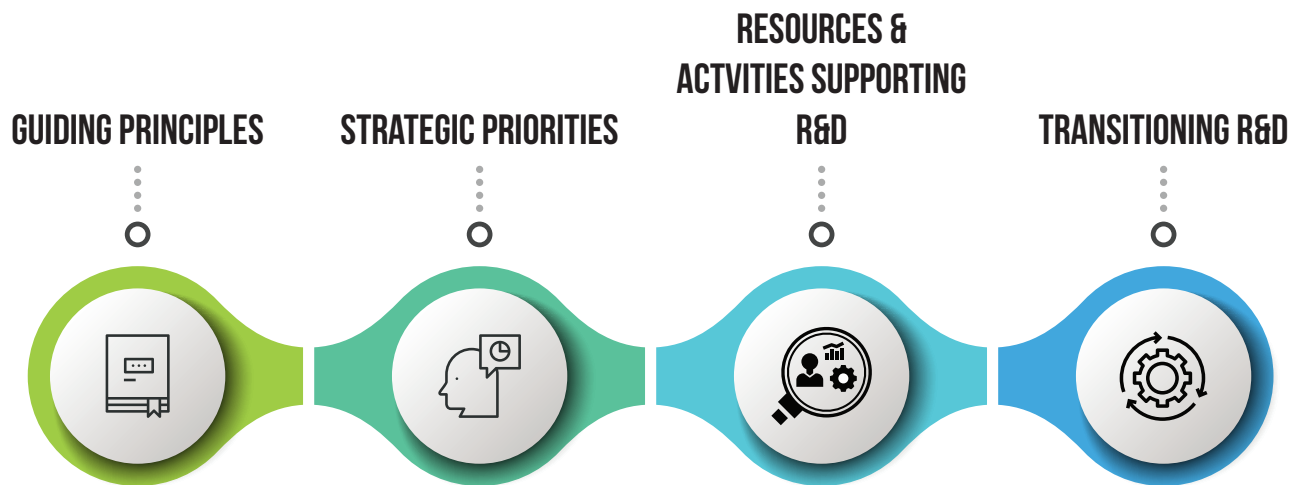 GUIDING PRINCIPLES
STRATEGIC PRIORITIES
RESOURCES &
ACTVITIES SUPPORTING
R&D
TRANSITIONING R&D